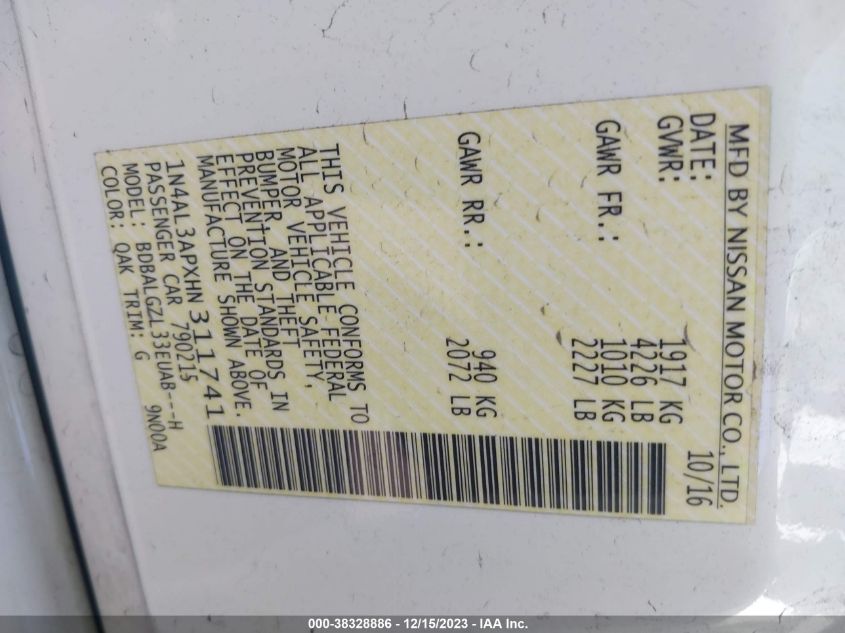 MFD BY NISSAN MOTOR CO., LTD.
DATE: 10/16
GVWR: 1917 KG
4226 LB
GAWR FR.: 1010 KG
2227 LB
GAWR RR.: 940 KG
2072 LB
THIS VEHICLE CONFORMS TO
ALL APPLICABLE FEDERAL
MOTOR VEHICLE SAFETY,
BUMPER, AND THEFT
PREVENTION STANDARDS IN
EFFECT ON THE DATE OF
MANUFACTURE SHOWN ABOVE.
1N4AL3APXHN311741
PASSENGER CAR 790215
MODEL: BDBALGZL33EUAB---H
COLOR: QAK TRIM: G 9N00A
000-38328886 - 12/15/2023 - IAA Inc.